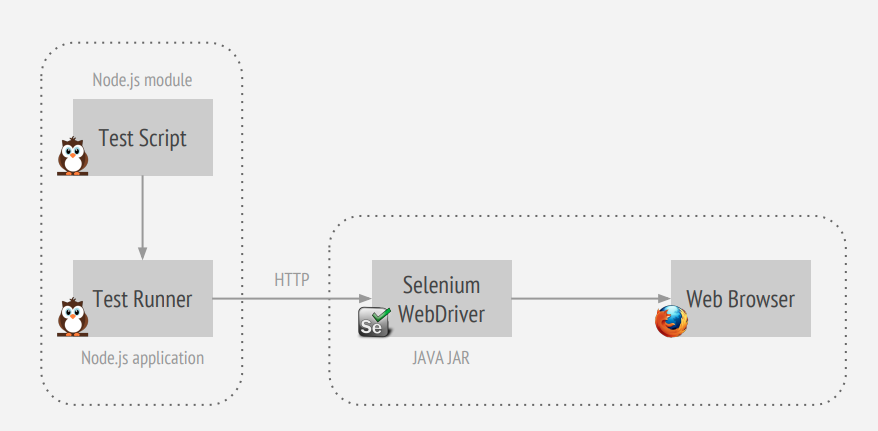 Node.js module
Test Script
Test Runner
Node.js application
HTTP
Selenium
WebDriver
Se
JAVA JAR
Web Browser